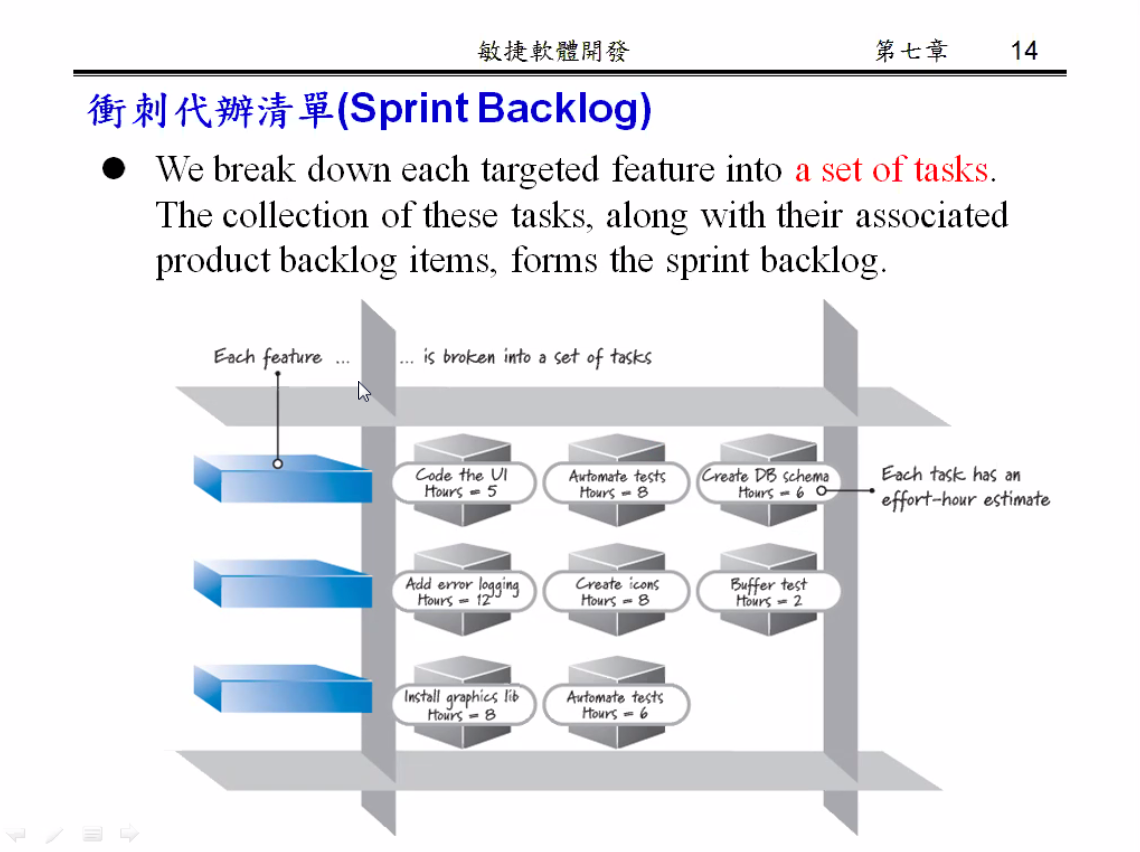 敏捷軟體開發 第七章 14
衝刺代辦清單(Sprint Backlog)
● We break down each targeted feature into a set of tasks.
The collection of these tasks, along with their associated
product backlog items, forms the sprint backlog.
Each feature ... ... is broken into a set of tasks
Code the UI
Hours = 5
Automate tests
Hours = 8
Create DB schema
Hours = 6
Each task has an
effort-hour estimate
Add error logging
Hours = 12
Create icons
Hours = 8
Buffer test
Hours = 2
Install graphics lib
Hours = 8
Automate tests
Hours = 6